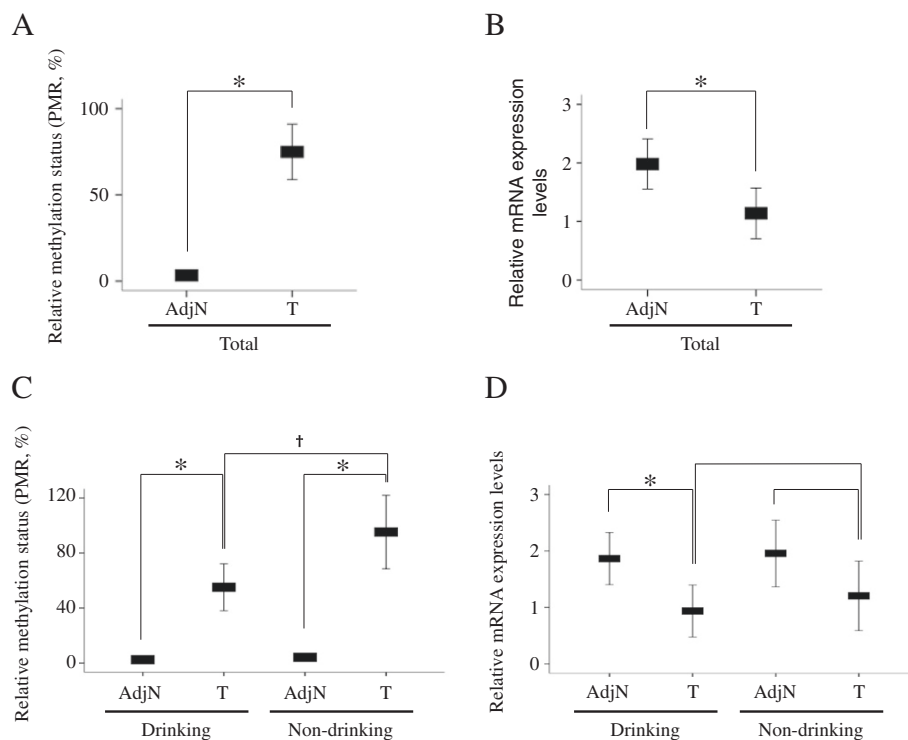 A
Relative methylation status (PMR, %)
100
50
0
*
AdjN T
Total
B
Relative mRNA expression
levels
3
2
1
0
*
AdjN T
Total
C
Relative methylation status (PMR, %)
120
80
40
0
*
†
*
AdjN T AdjN T
Drinking Non-drinking
D
Relative mRNA expression levels
3
2
1
0
*
AdjN T AdjN T
Drinking Non-drinking